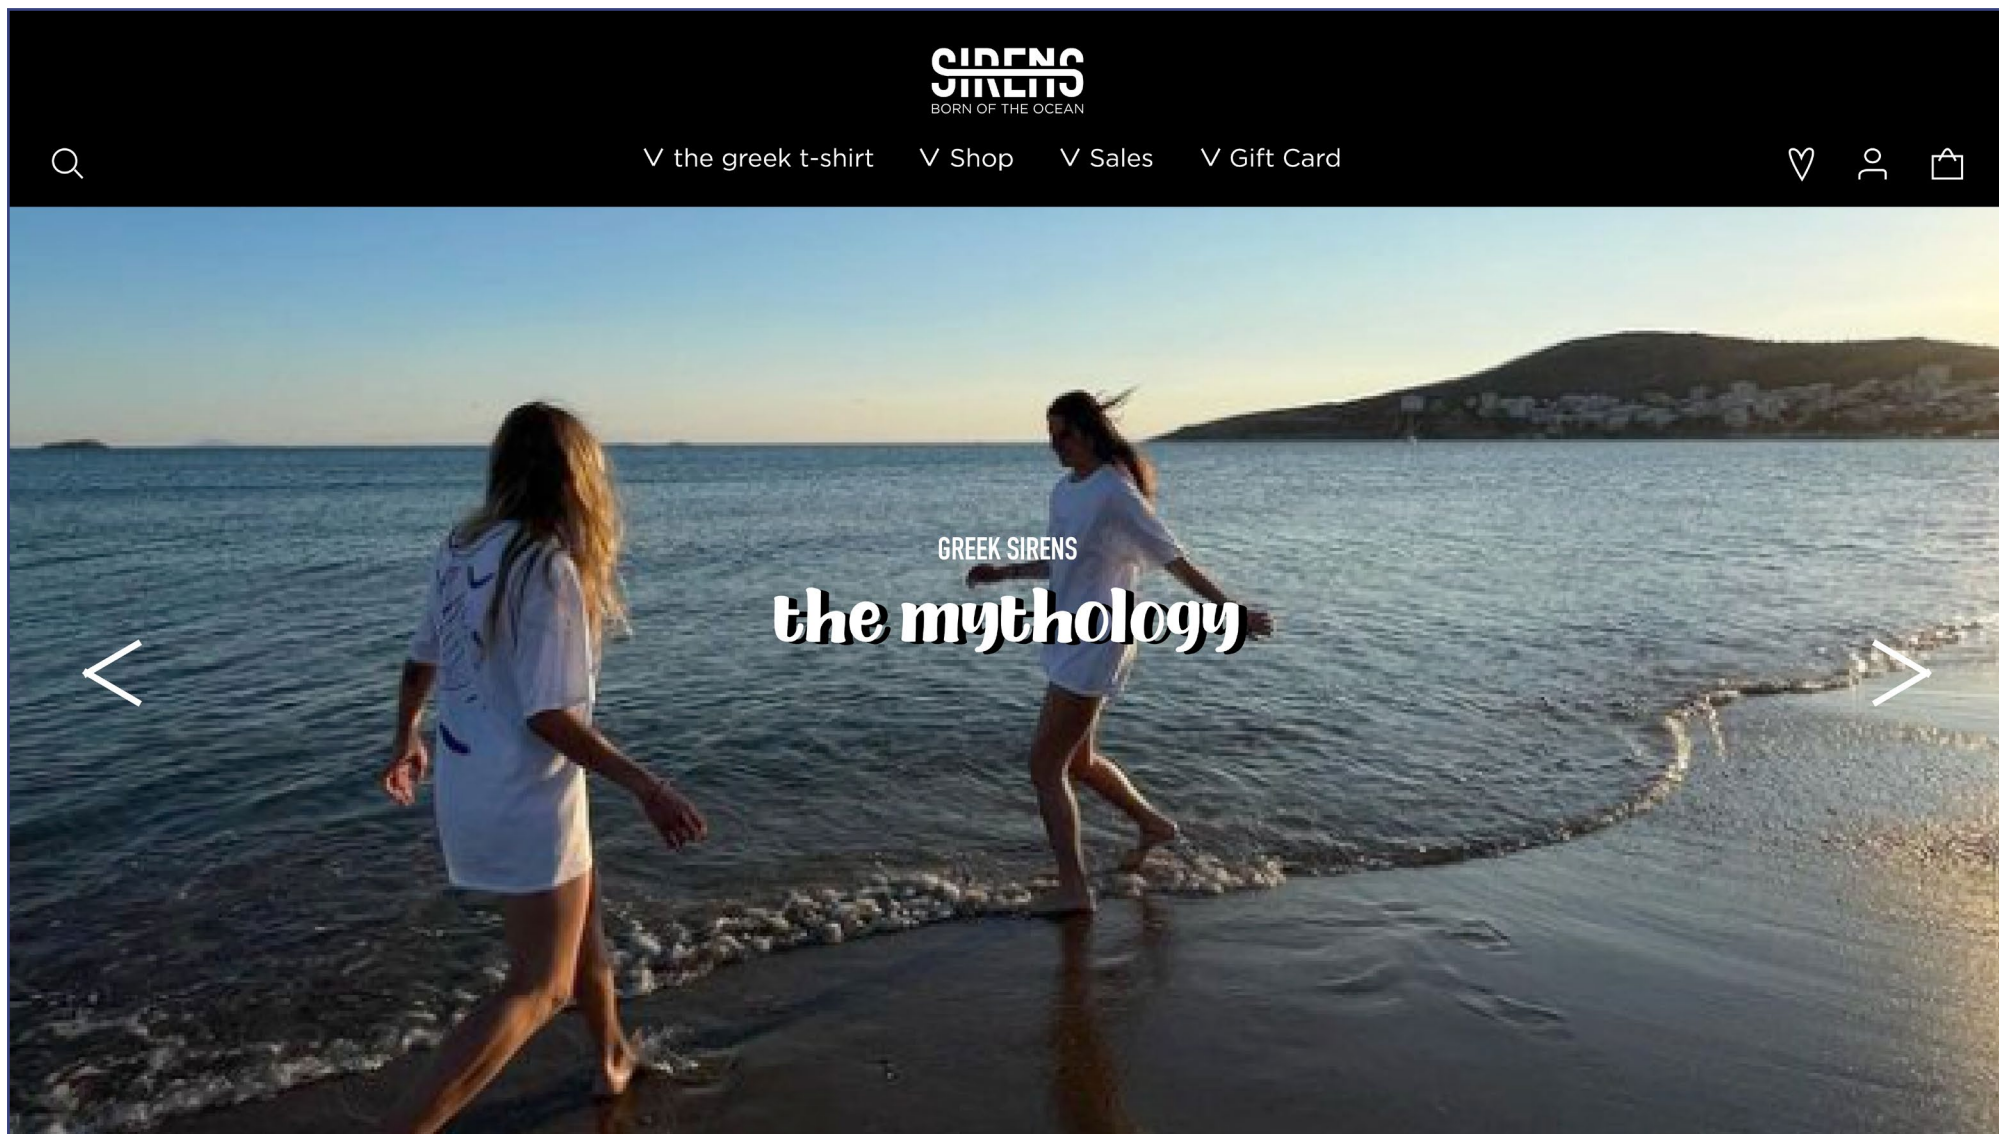 SIRENS
BORN OF THE OCEAN
the greek t-shirt
Shop
Sales
Gift Card
GREEK SIRENS
the mythology